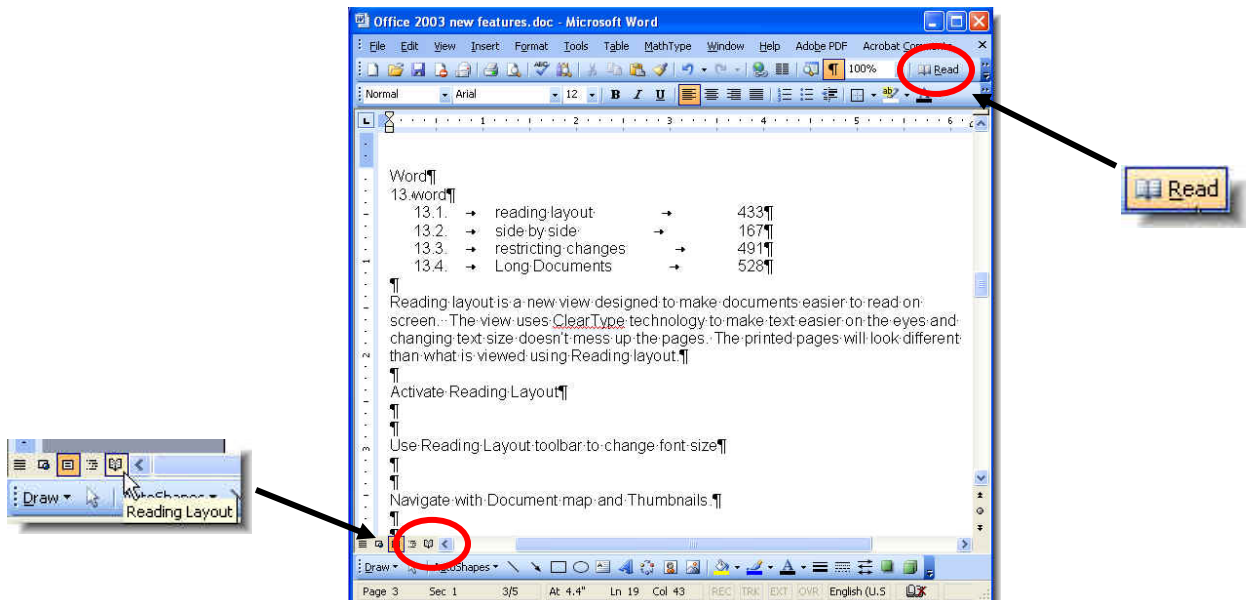 Office 2003 new features.doc - Microsoft Word
File Edit View Insert Format Tools Table MathType Window Help Adobe PDF Acrobat Comments
100% Read
Normal Arial 12 B I U A
1 2 3 4 5 6
Word¶
13.word¶
13.1. → reading·layout· → 433¶
13.2. → side·by·side· → 167¶
13.3. → restricting·changes → 491¶
13.4. → Long·Documents → 528¶
¶
Reading·layout·is·a·new·view·designed·to·make·documents·easier·to·read·on·
screen.··The·view·uses·ClearType·technology·to·make·text·easier·on·the·eyes·and·
changing·text·size·doesn't·mess·up·the·pages.·The·printed·pages·will·look·different·
than·what·is·viewed·using·Reading·layout.¶
¶
Activate·Reading·Layout¶
¶
¶
Use·Reading·Layout·toolbar·to·change·font·size¶
¶
¶
Navigate·with·Document·map·and·Thumbnails.¶
¶
Draw AutoShapes A
Page 3 Sec 1 3/5 At 4.4" Ln 19 Col 43 REC TRK EXT OVR English (U.S
Read
Draw AutoShapes
Reading Layout